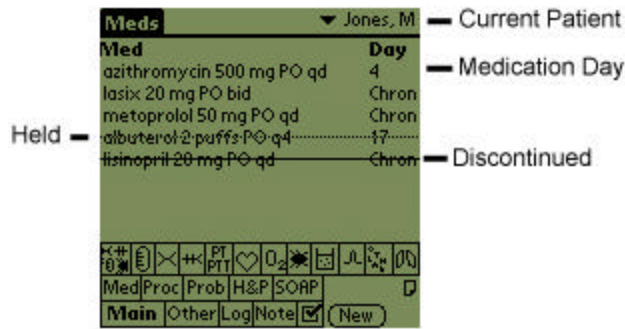 Meds Jones, M Current Patient
Med Day
azithromycin 500 mg PO qd 4 Medication Day
lasix 20 mg PO bid Chron
metoprolol 50 mg PO qd Chron
Held albuterol 2 puffs PO q4 17
lisinopril 20 mg PO qd Chron Discontinued
PT
PTT O₂
Med Proc Prob H&P SOAP
Main Other Log Note New